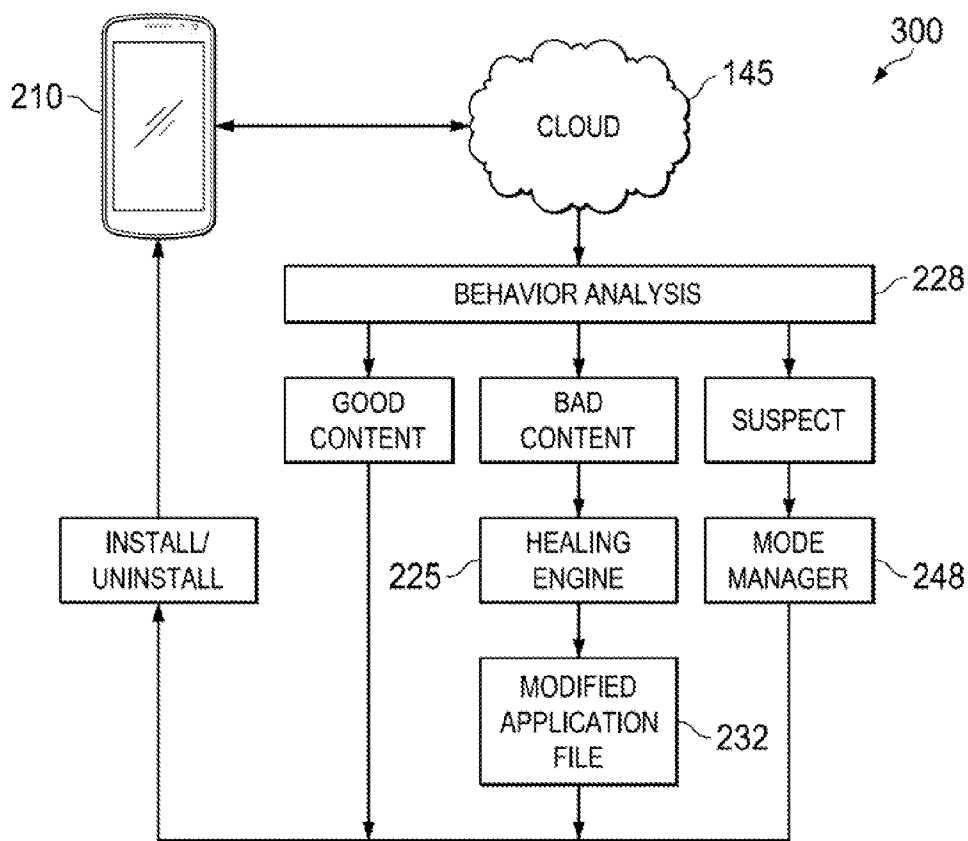 300
210
145
CLOUD
BEHAVIOR ANALYSIS
228
GOOD
CONTENT
BAD
CONTENT
SUSPECT
INSTALL/
UNINSTALL
225
HEALING
ENGINE
MODE
MANAGER
248
MODIFIED
APPLICATION
FILE
232